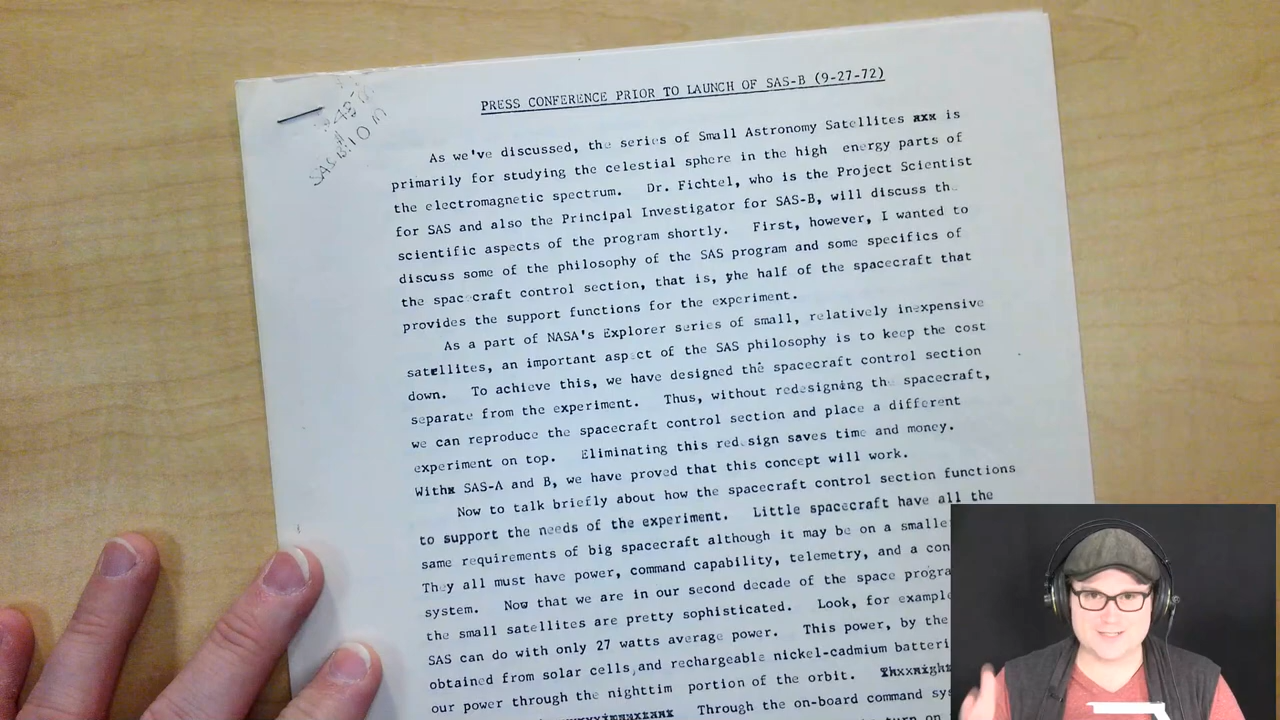 SAS-B
PRESS CONFERENCE PRIOR TO LAUNCH OF SAS-B (9-27-72)
As we've discussed, the series of Small Astronomy Satellites axx is
primarily for studying the celestial sphere in the high energy parts of
the electromagnetic spectrum. Dr. Fichtel, who is the Project Scientist
for SAS and also the Principal Investigator for SAS-B, will discuss the
scientific aspects of the program shortly. First, however, I wanted to
discuss some of the philosophy of the SAS program and some specifics of
the spacecraft control section, that is, yhe half of the spacecraft that
provides the support functions for the experiment.
As a part of NASA's Explorer series of small, relatively inexpensive
satellites, an important aspect of the SAS philosophy is to keep the cost
down. To achieve this, we have designed the spacecraft control section
separate from the experiment. Thus, without redesigning the spacecraft,
we can reproduce the spacecraft control section and place a different
experiment on top. Eliminating this redesign saves time and money.
Withx SAS-A and B, we have proved that this concept will work.
Now to talk briefly about how the spacecraft control section functions
to support the needs of the experiment. Little spacecraft have all the
same requirements of big spacecraft although it may be on a smalle
They all must have power, command capability, telemetry, and a con
system. Now that we are in our second decade of the space progra
the small satellites are pretty sophisticated. Look, for example
SAS can do with only 27 watts average power. This power, by the
obtained from solar cells,and rechargeable nickel-cadmium batteri
our power through the nighttim portion of the orbit.
Through the on-board command sys
turn on